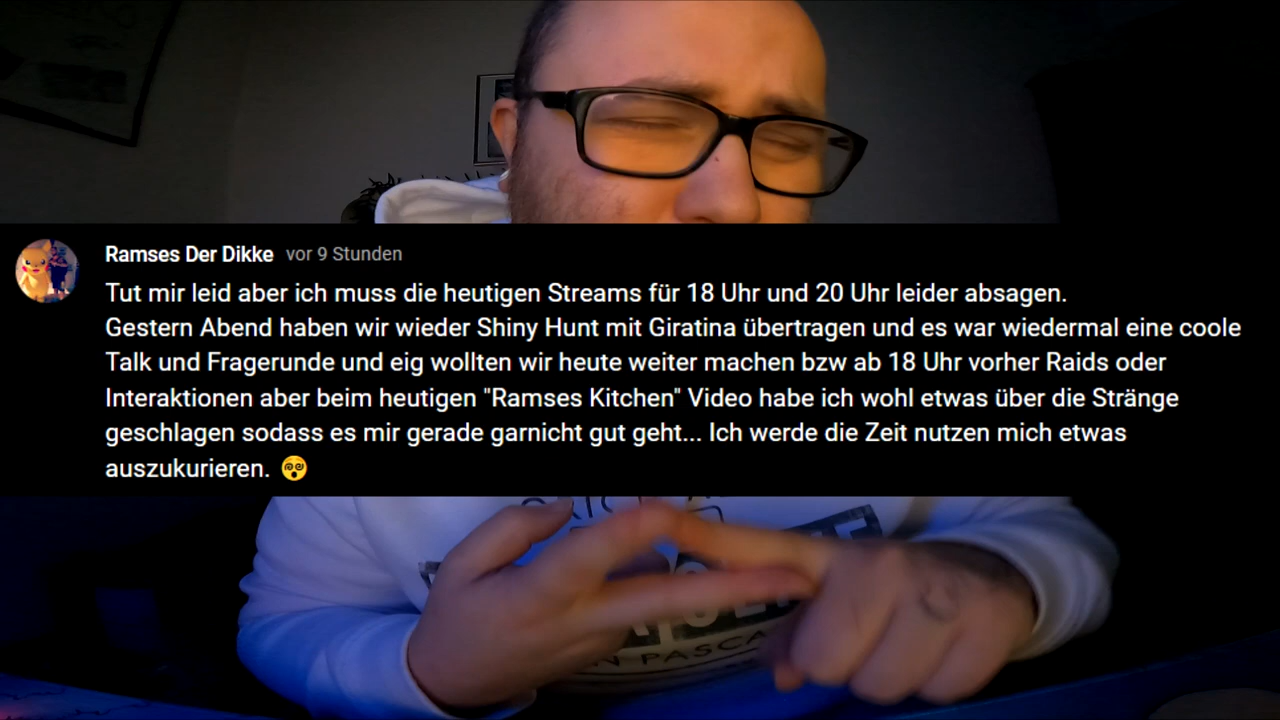 Ramses Der Dikke vor 9 Stunden
Tut mir leid aber ich muss die heutigen Streams für 18 Uhr und 20 Uhr leider absagen.
Gestern Abend haben wir wieder Shiny Hunt mit Giratina übertragen und es war wiedermal eine coole
Talk und Fragerunde und eig wollten wir heute weiter machen bzw ab 18 Uhr vorher Raids oder
Interaktionen aber beim heutigen "Ramses Kitchen" Video habe ich wohl etwas über die Stränge
geschlagen sodass es mir gerade garnicht gut geht... Ich werde die Zeit nutzen mich etwas
auszukurieren. 😵‍💫
PASCA